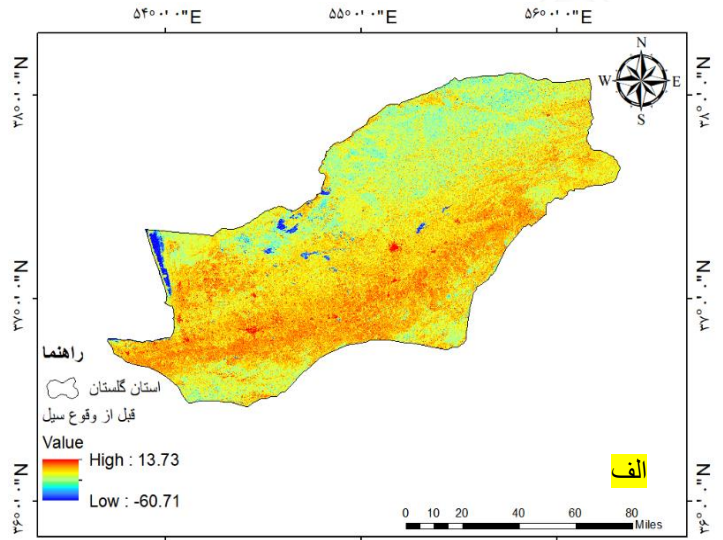 ۵۴°۰'۰"E ۵۵°۰'۰"E ۵۶°۰'۰"E
N
W E
S
۳۸°۰'۰"N ۳۸°۰'۰"N
۳۷°۰'۰"N ۳۷°۰'۰"N
راهنما
استان گلستان
قبل از وقوع سیل
Value
High : 13.73
Low : -60.71
الف
۳۶°۰'۰"N ۳۶°۰'۰"N
0 10 20 40 60 80
Miles